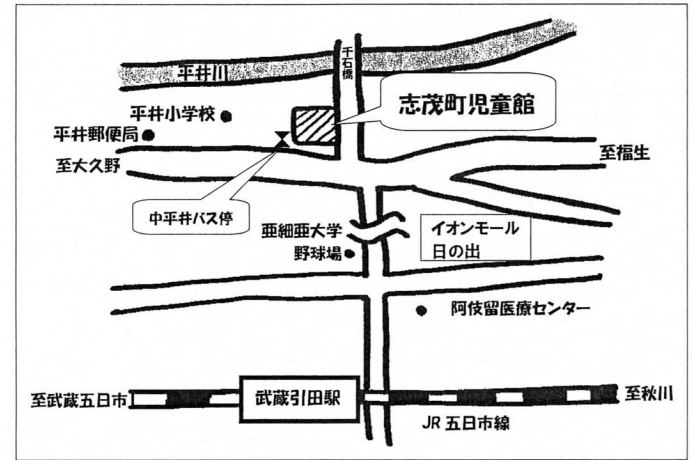 千石橋
平井川
志茂町児童館
平井小学校
平井郵便局
至大久野
至福生
中平井バス停
亜細亜大学
野球場
イオンモール
日の出
阿伎留医療センター
至武蔵五日市
武蔵引田駅
至秋川
JR 五日市線